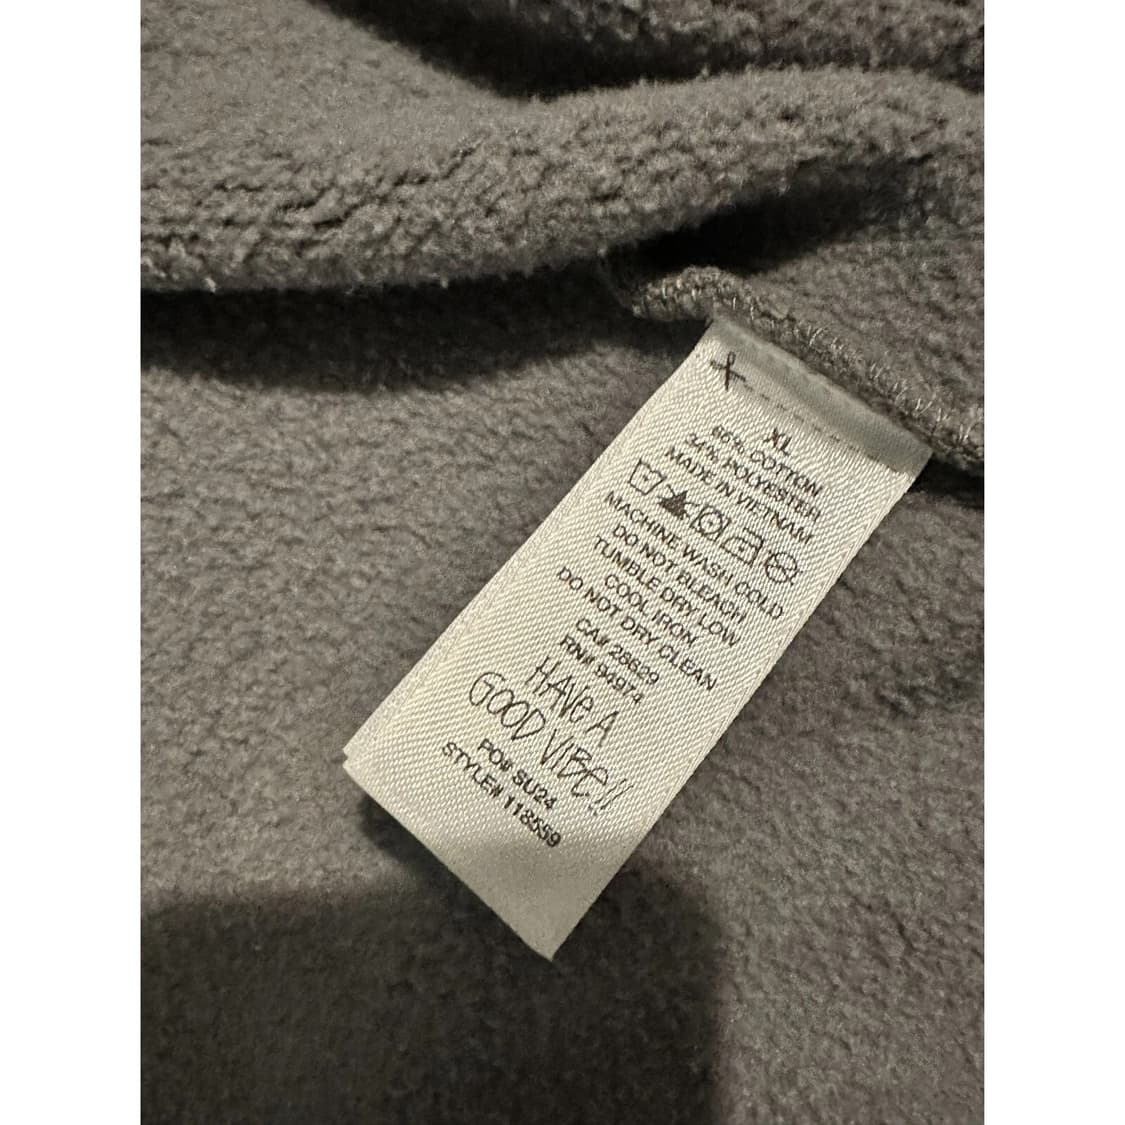 XL
66% COTTON
34% POLYESTER
MADE IN VIETNAM
MACHINE WASH COLD
DO NOT BLEACH
TUMBLE DRY LOW
COOL IRON
DO NOT DRY CLEAN
CA# 26629
RN# 94974
HAVE A
GOOD VIBE!!
PO# SU24
STYLE# 118559